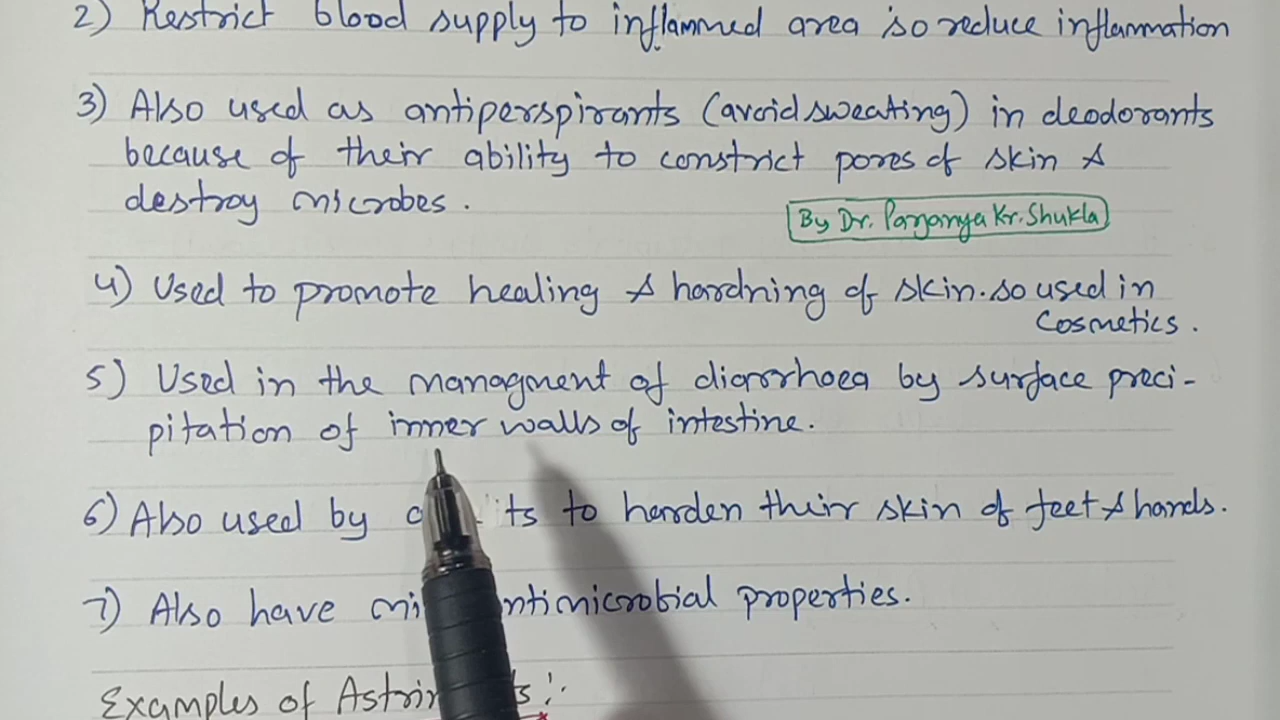 2) Restrict blood supply to inflammed area so reduce inflammation
3) Also used as antiperspirants (avoid sweating) in deodorants
because of their ability to constrict pores of skin &
destroy microbes.
By Dr. Parjanya Kr. Shukla
4) Used to promote healing & hardning of skin. so used in
Cosmetics.
5) Used in the managment of diarrhoea by surface preci-
pitation of inner walls of intestine.
6) Also used by to harden their skin of feet & hands.
7) Also have antimicrobial properties.
Examples of